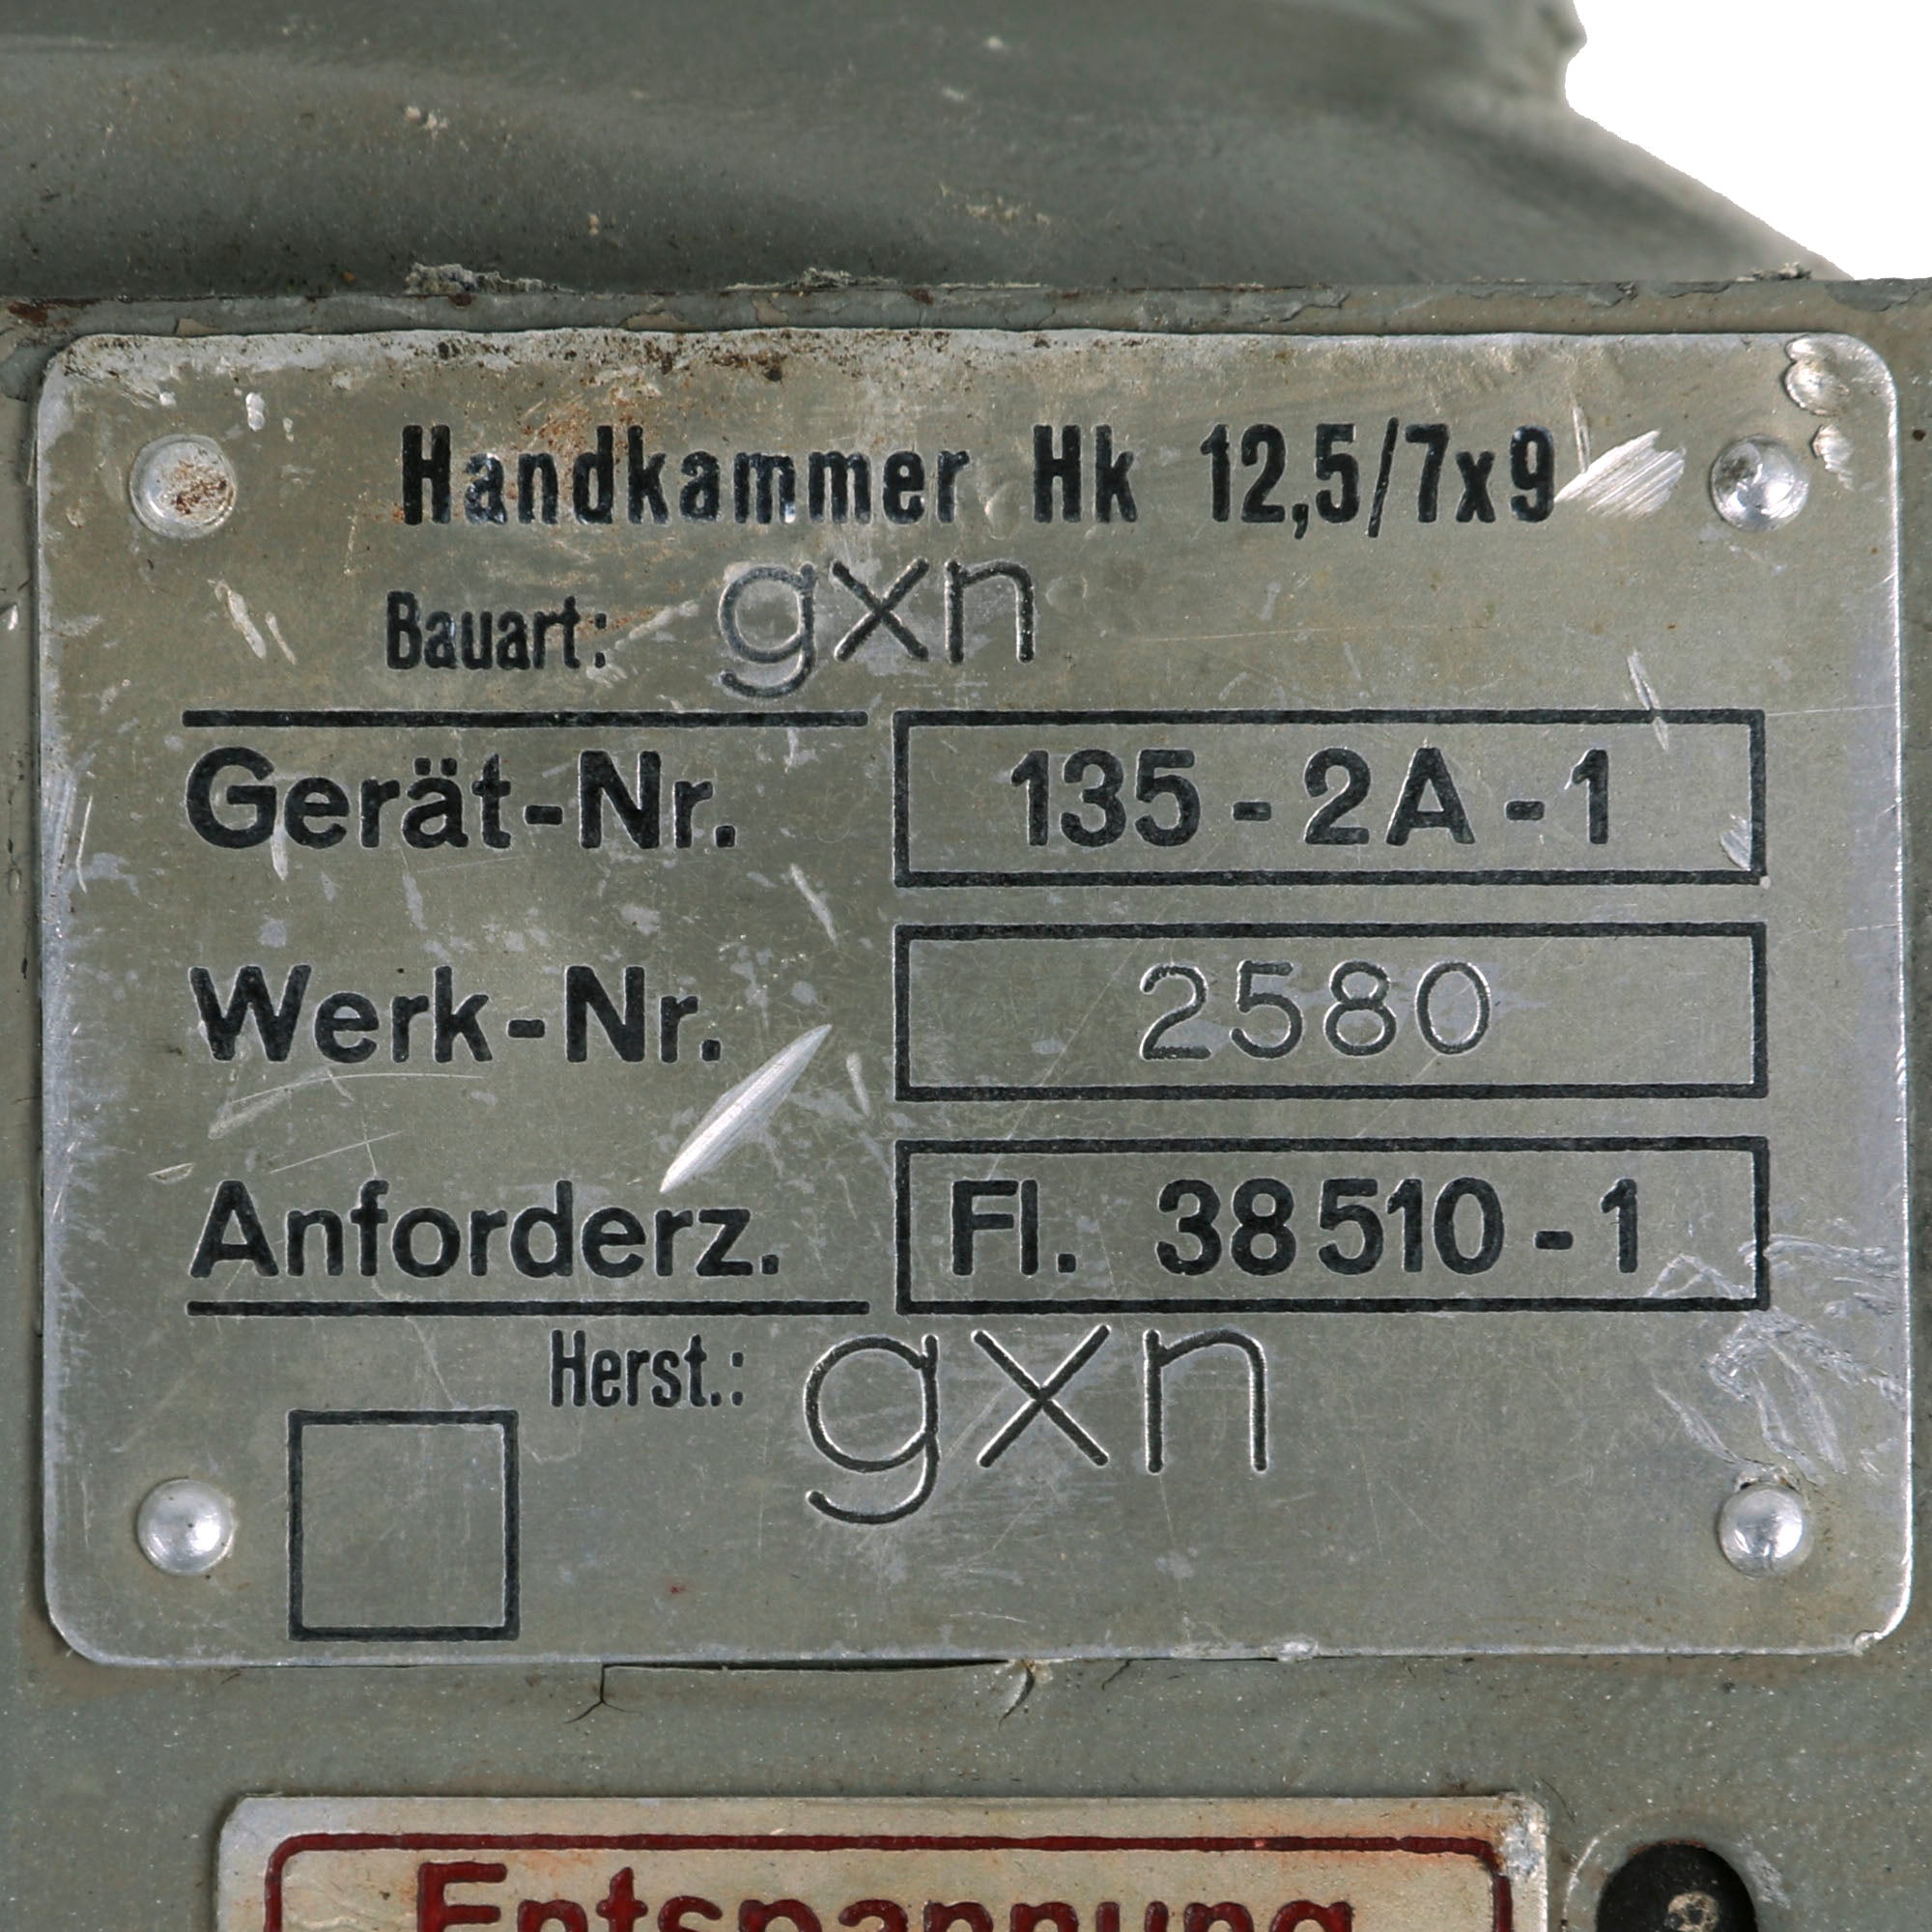 Handkammer Hk 12,5/7x9
Bauart: gxn
Gerät-Nr. 135-2A-1
Werk-Nr. 2580
Anforderz. Fl. 38510-1
Herst.: gxn
Entspannung